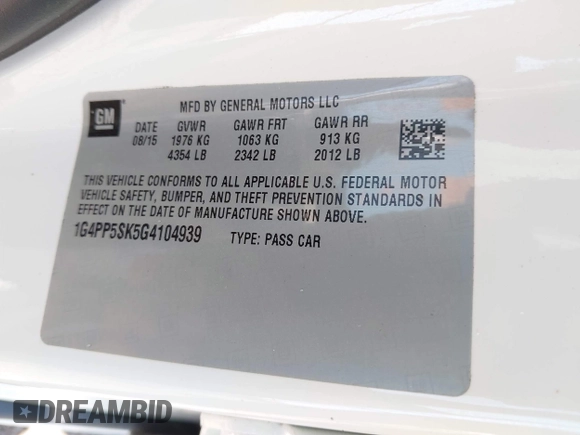 GM
MFD BY GENERAL MOTORS LLC
DATE GVWR GAWR FRT GAWR RR
08/15 1976 KG 1063 KG 913 KG
4354 LB 2342 LB 2012 LB
THIS VEHICLE CONFORMS TO ALL APPLICABLE U.S. FEDERAL MOTOR
VEHICLE SAFETY, BUMPER, AND THEFT PREVENTION STANDARDS IN
EFFECT ON THE DATE OF MANUFACTURE SHOWN ABOVE.
1G4PP5SK5G4104939 TYPE: PASS CAR
DREAMBID